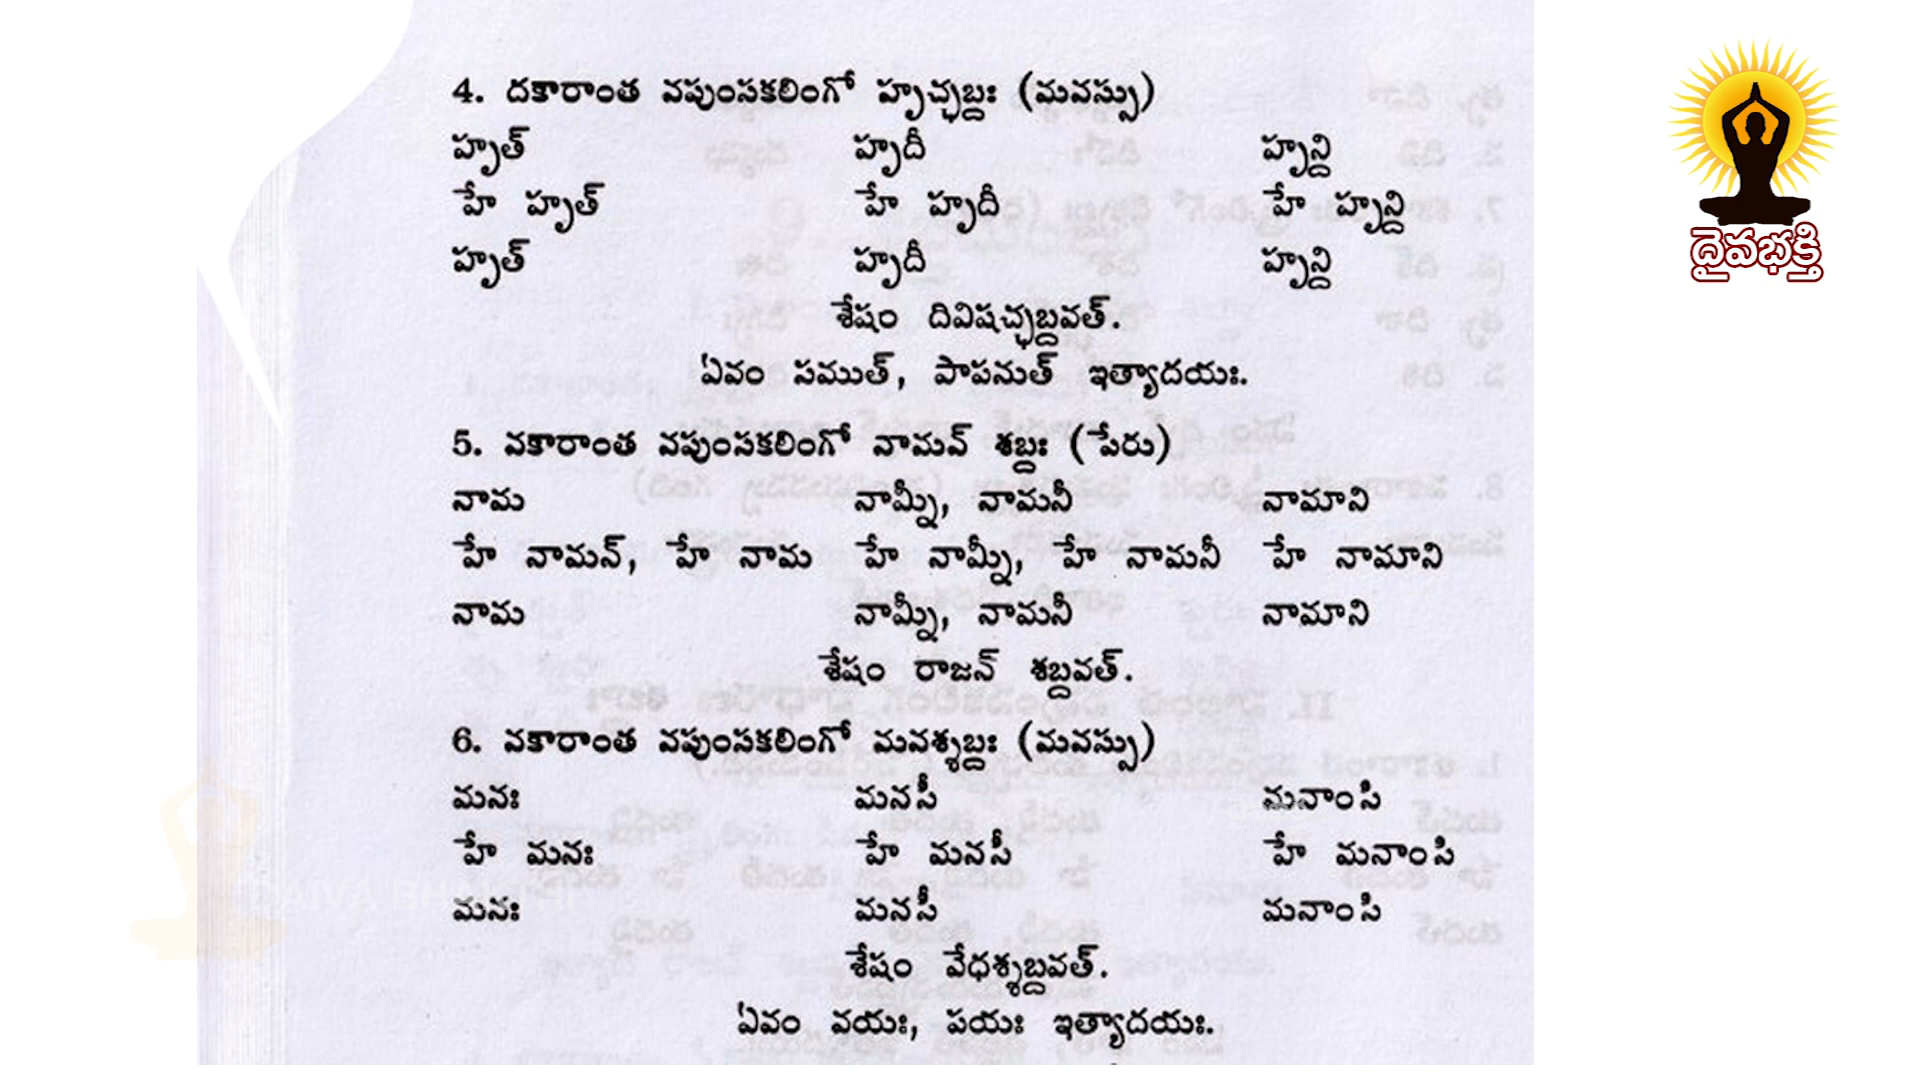 4. దకారాంత నపుంసకలింగో హృచ్ఛబ్దః (మనస్సు)
హృత్ హృదీ హృన్ది
హే హృత్ హే హృదీ హే హృన్ది
హృత్ హృదీ హృన్ది
శేషం దివిషచ్ఛబ్దవత్.
ఏవం సముత్, పాపనుత్ ఇత్యాదయః.
5. నకారాంత నపుంసకలింగో నామన్ శబ్దః (పేరు)
నామ నామ్నీ, నామనీ నామాని
హే నామన్, హే నామ హే నామ్నీ, హే నామనీ హే నామాని
నామ నామ్నీ, నామనీ నామాని
శేషం రాజన్ శబ్దవత్.
6. సకారాంత నపుంసకలింగో మనశ్శబ్దః (మనస్సు)
మనః మనసీ మనాంసి
హే మనః హే మనసీ హే మనాంసి
మనః మనసీ మనాంసి
శేషం వేధశ్శబ్దవత్.
ఏవం వయః, పయః ఇత్యాదయః.
దైవభక్తి